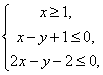 x≥1,
x-y+1≤0,
2x-y-2≤0,